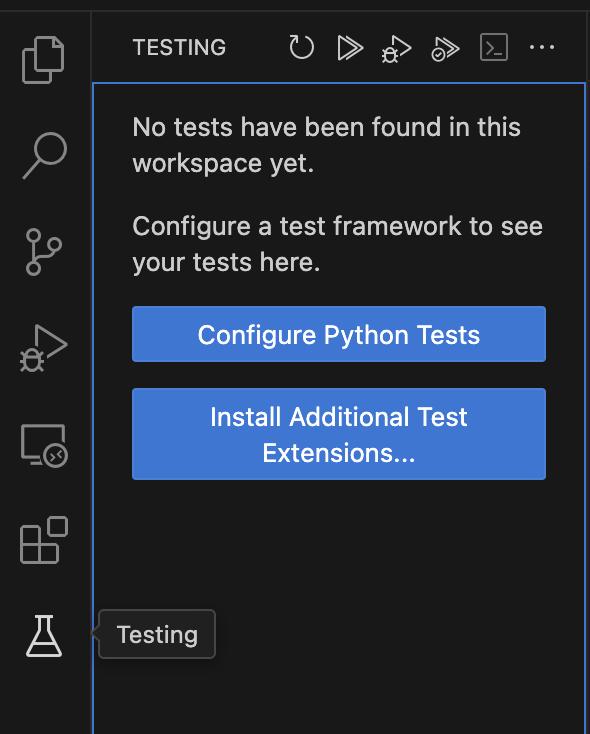 TESTING
No tests have been found in this
workspace yet.
Configure a test framework to see
your tests here.
Configure Python Tests
Install Additional Test
Extensions...
Testing